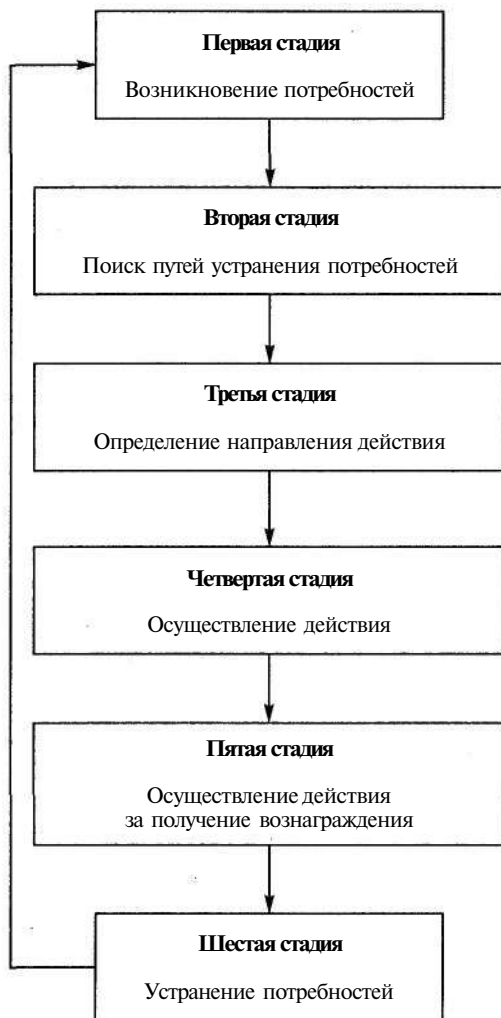 Первая стадия
Возникновение потребностей
Вторая стадия
Поиск путей устранения потребностей
Третья стадия
Определение направления действия
Четвертая стадия
Осуществление действия
Пятая стадия
Осуществление действия
за получение вознаграждения
Шестая стадия
Устранение потребностей